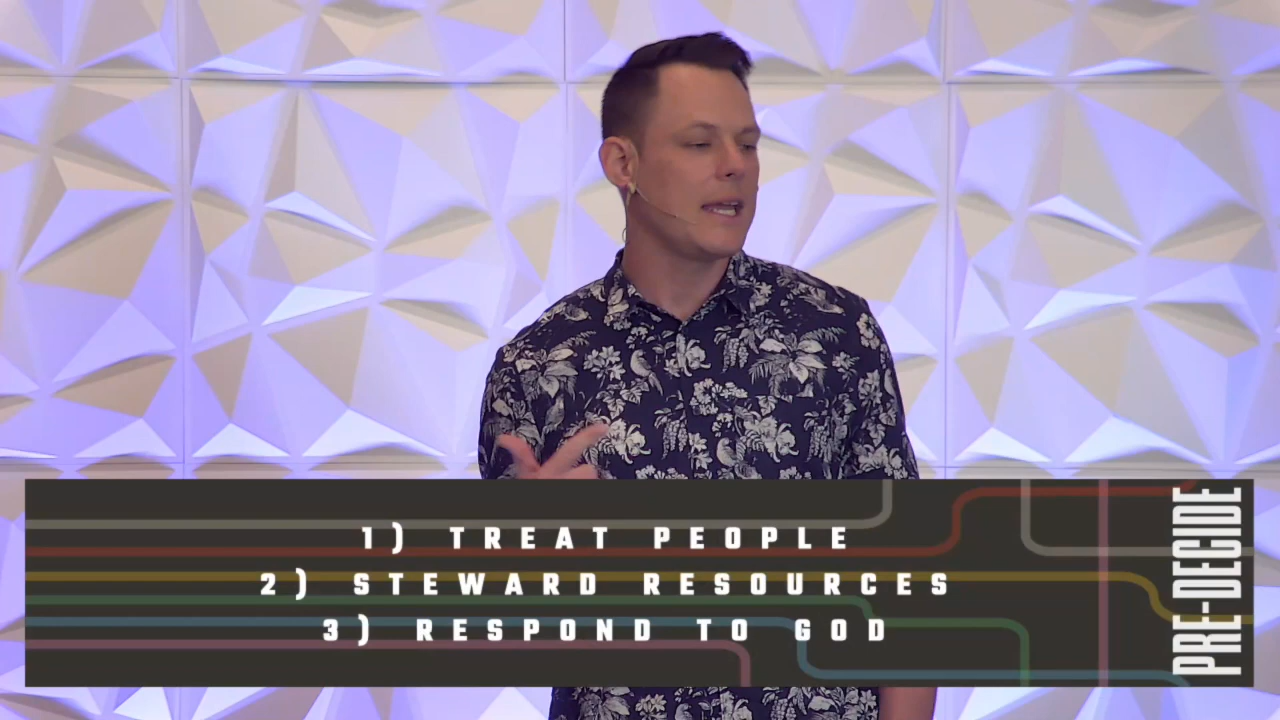 1) TREAT PEOPLE
2) STEWARD RESOURCES
3) RESPOND TO GOD
PRE-DECIDE